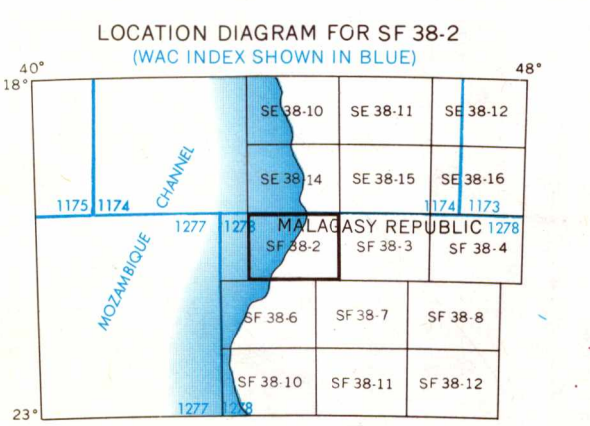 LOCATION DIAGRAM FOR SF 38-2
(WAC INDEX SHOWN IN BLUE)
40° 48°
18°
SE 38-10 SE 38-11 SE 38-12
CHANNEL
SE 38-14 SE 38-15 SE 38-16
1175 1174 1174 1173
1277 1278 MALAGASY REPUBLIC 1278
MOZAMBIQUE
SF 38-2 SF 38-3 SF 38-4
SF 38-6 SF 38-7 SF 38-8
SF 38-10 SF 38-11 SF 38-12
1277 1278
23°